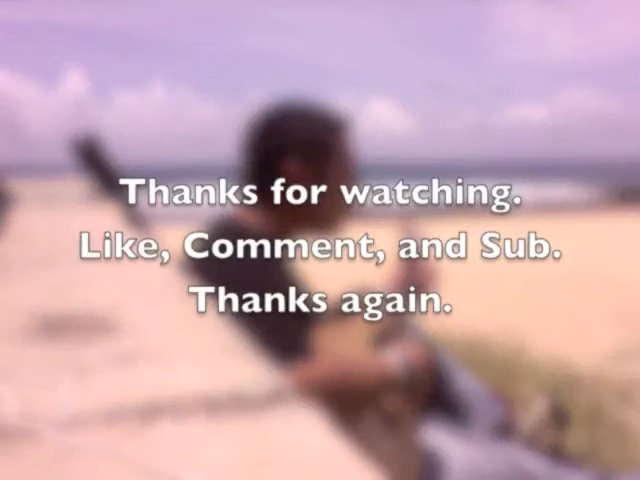 Thanks for watching.
Like, Comment, and Sub.
Thanks again.